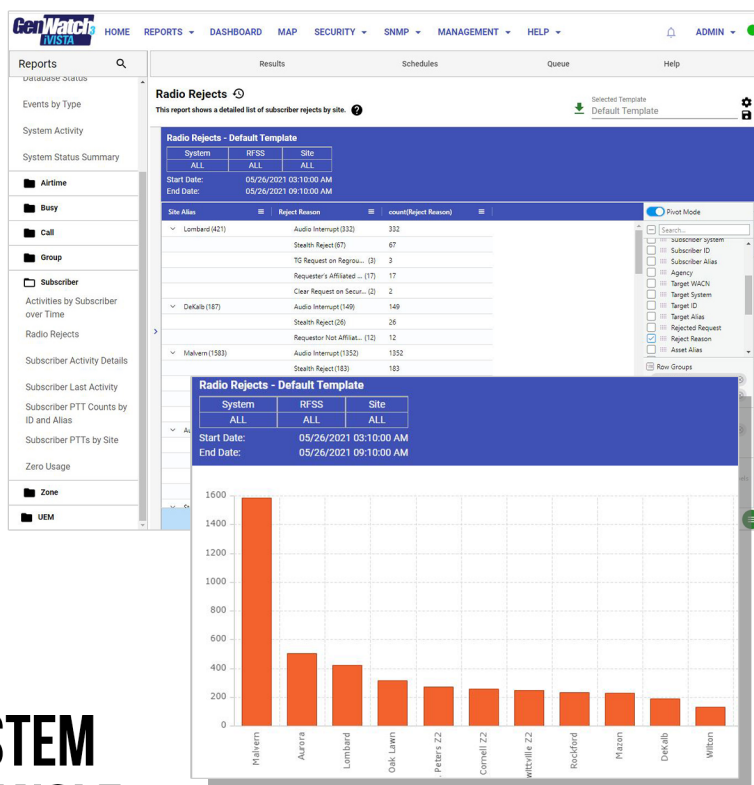 GenWatch3
iVISTA
HOME REPORTS DASHBOARD MAP SECURITY SNMP MANAGEMENT HELP ADMIN
Reports
Results Schedules Queue Help
Database Status
Events by Type
System Activity
System Status Summary
Airtime
Busy
Call
Group
Subscriber
Activities by Subscriber
over Time
Radio Rejects
Subscriber Activity Details
Subscriber Last Activity
Subscriber PTT Counts by
ID and Alias
Subscriber PTTs by Site
Zero Usage
Zone
UEM
Radio Rejects
This report shows a detailed list of subscriber rejects by site.
Selected Template
Default Template
Radio Rejects - Default Template
System RFSS Site
ALL ALL ALL
Start Date: 05/26/2021 03:10:00 AM
End Date: 05/26/2021 09:10:00 AM
Site Alias Reject Reason count(Reject Reason)
Lombard (421) Audio Interrupt (332) 332
Stealth Reject (67) 67
TG Request on Regrou... (3) 3
Requester's Affiliated ... (17) 17
Clear Request on Secur... (2) 2
DeKalb (187) Audio Interrupt (149) 149
Stealth Reject (26) 26
Requestor Not Affiliat... (12) 12
Malvern (1583) Audio Interrupt (1352) 1352
Stealth Reject (183) 183
Pivot Mode
Search...
Subscriber System
Subscriber ID
Subscriber Alias
Agency
Target WACN
Target System
Target ID
Target Alias
Rejected Request
Reject Reason
Asset Alias
Row Groups
Radio Rejects - Default Template
System RFSS Site
ALL ALL ALL
Start Date: 05/26/2021 03:10:00 AM
End Date: 05/26/2021 09:10:00 AM
1600
1400
1200
1000
800
600
400
200
0
Malvern
Aurora
Lombard
Oak Lawn
. Peters Z2
Cornell Z2
wittville Z2
Rockford
Mazon
DeKalb
Wilton
STEM